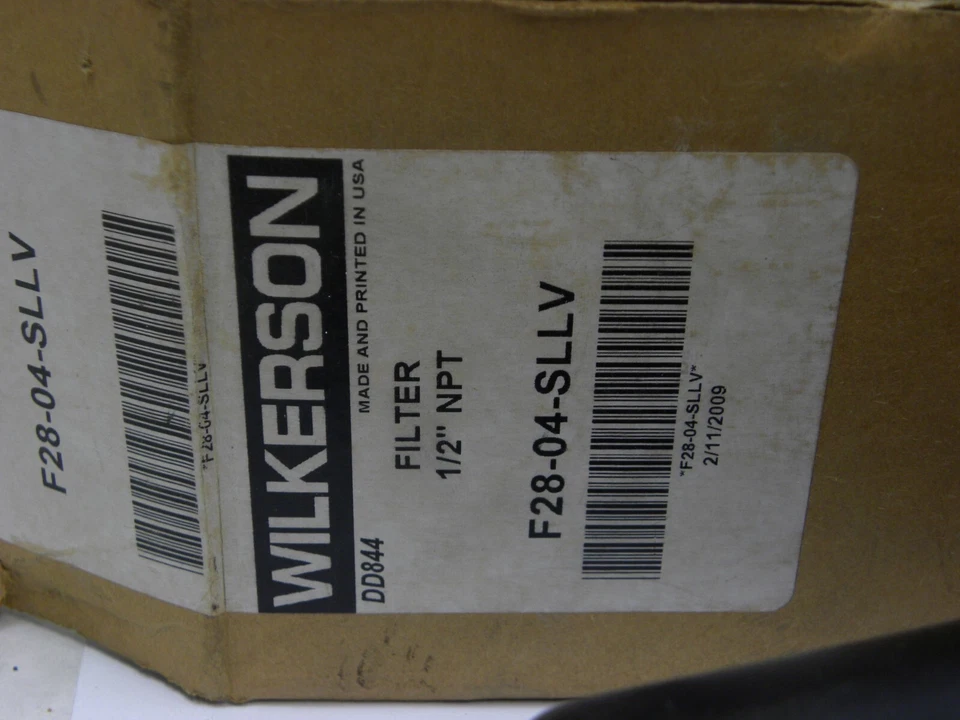 F28-04-SLLV
*F28-04-SLLV
WILKERSON
DD844
MADE AND PRINTED IN USA
FILTER
1/2" NPT
F28-04-SLLV
*F28-04-SLLV*
2/11/2009